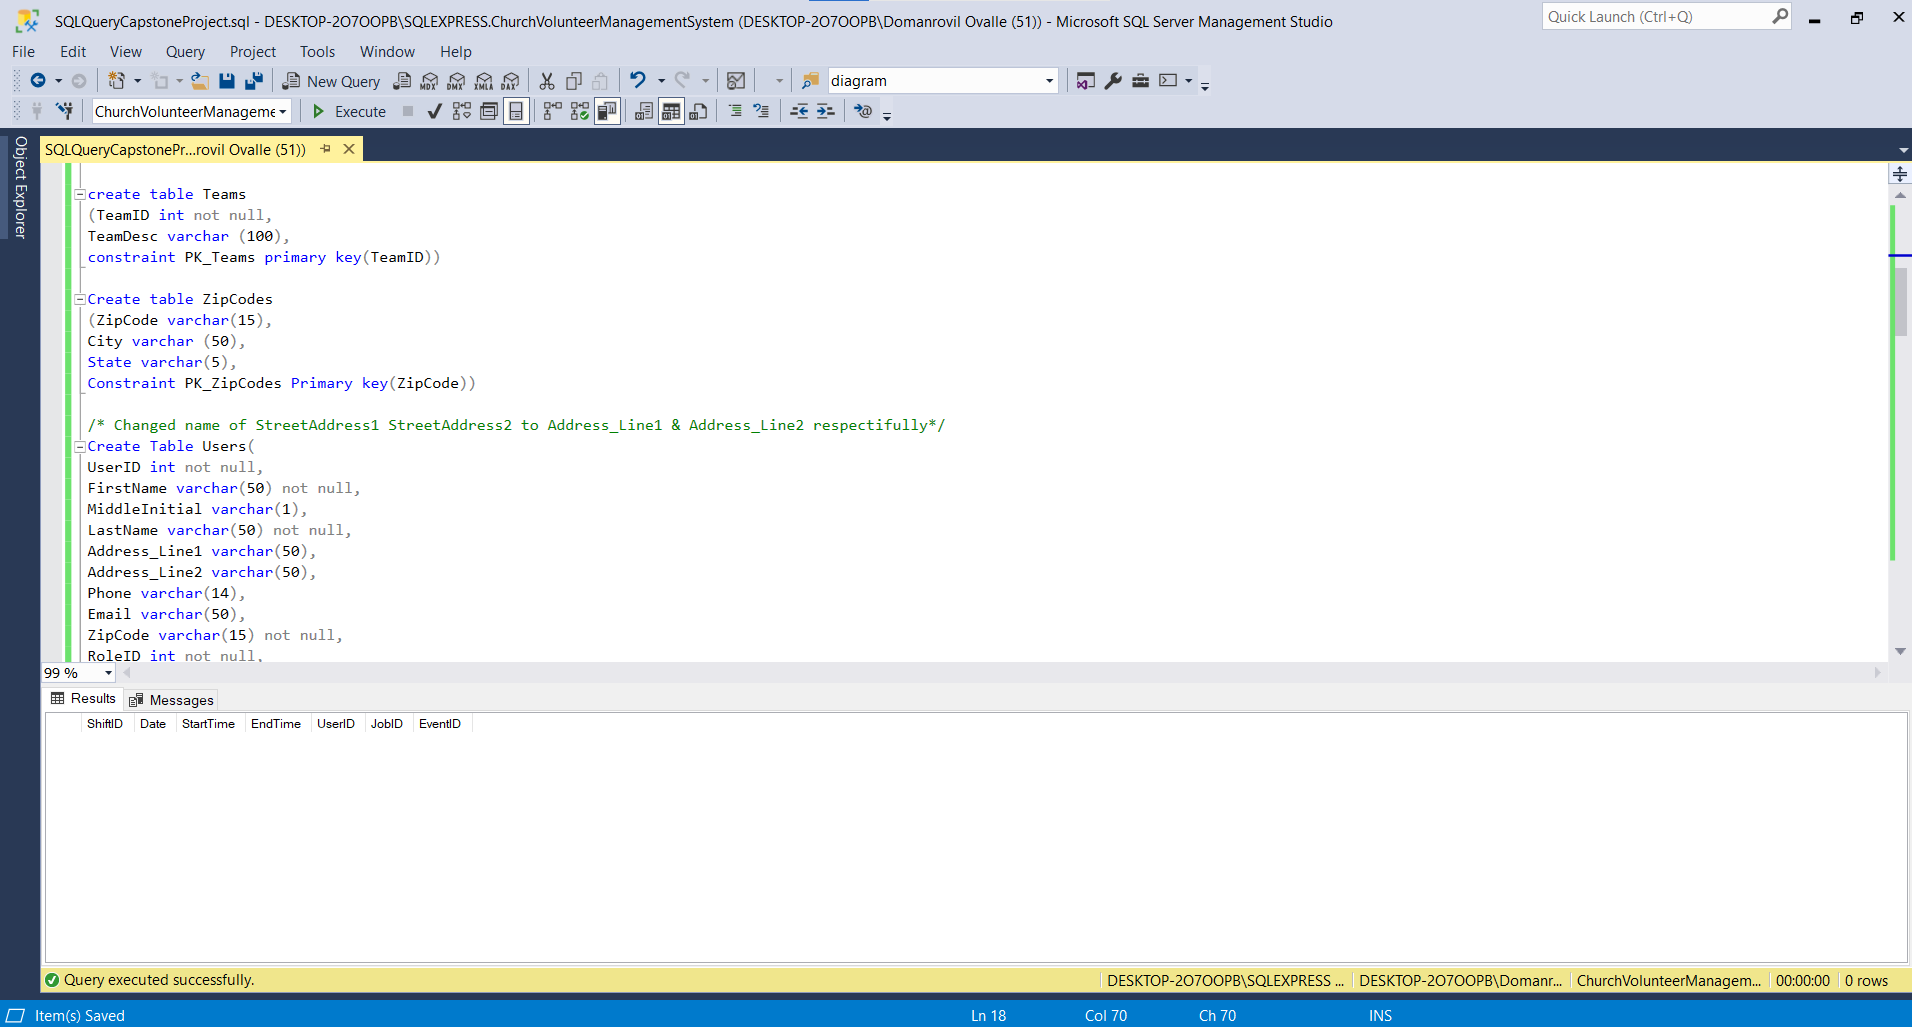 SQLQueryCapstoneProject.sql - DESKTOP-2O7OOPB\SQLEXPRESS.ChurchVolunteerManagementSystem (DESKTOP-2O7OOPB\Domanrovil Ovalle (51)) - Microsoft SQL Server Management Studio
Quick Launch (Ctrl+Q)
File Edit View Query Project Tools Window Help
New Query MDX DMX XMLA DAX diagram
ChurchVolunteerManageme Execute
Object Explorer
SQLQueryCapstonePr...rovil Ovalle (51))
create table Teams
(TeamID int not null,
TeamDesc varchar (100),
constraint PK_Teams primary key(TeamID))
Create table ZipCodes
(ZipCode varchar(15),
City varchar (50),
State varchar(5),
Constraint PK_ZipCodes Primary key(ZipCode))
/* Changed name of StreetAddress1 StreetAddress2 to Address_Line1 & Address_Line2 respectifully*/
Create Table Users(
UserID int not null,
FirstName varchar(50) not null,
MiddleInitial varchar(1),
LastName varchar(50) not null,
Address_Line1 varchar(50),
Address_Line2 varchar(50),
Phone varchar(14),
Email varchar(50),
ZipCode varchar(15) not null,
RoleID int not null,
99 %
Results Messages
ShiftID Date StartTime EndTime UserID JobID EventID
Query executed successfully. DESKTOP-2O7OOPB\SQLEXPRESS ... DESKTOP-2O7OOPB\Domanr... ChurchVolunteerManagem... 00:00:00 0 rows
Item(s) Saved Ln 18 Col 70 Ch 70 INS